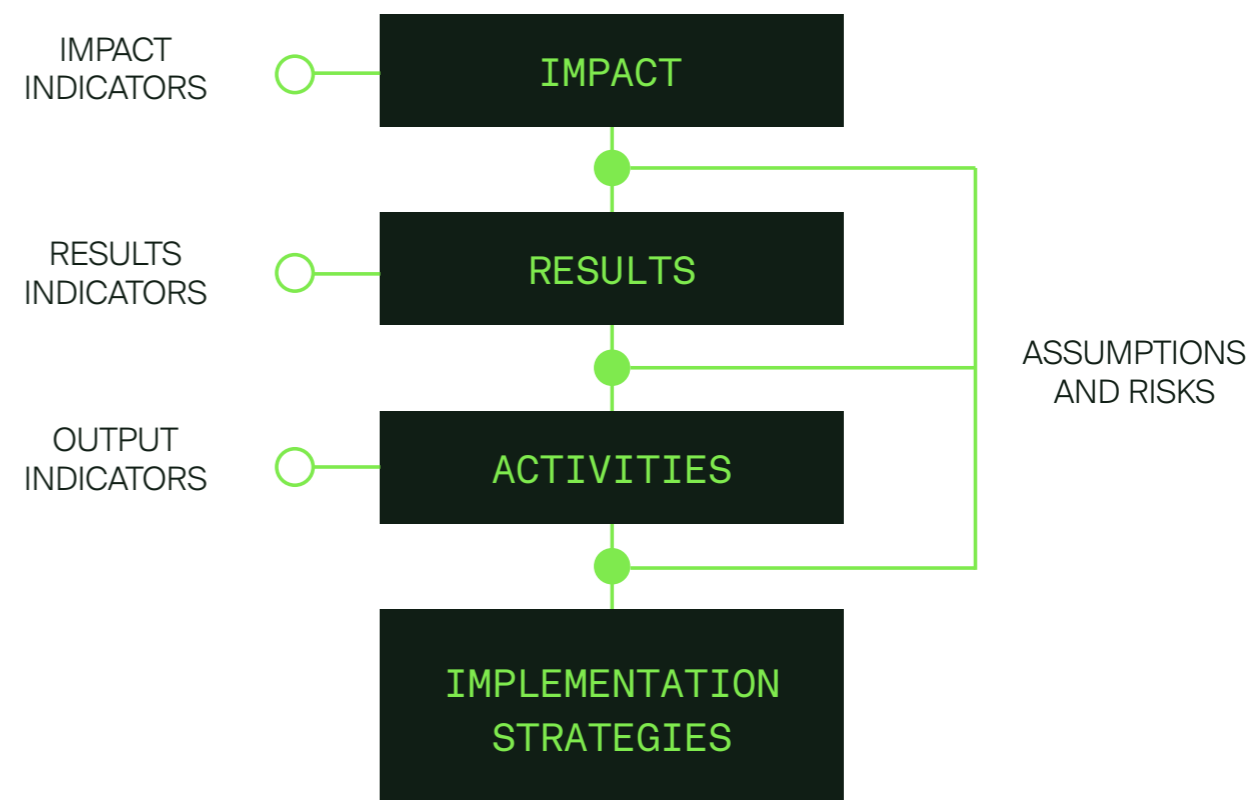 IMPACT
INDICATORS
IMPACT
RESULTS
INDICATORS
RESULTS
ASSUMPTIONS
AND RISKS
OUTPUT
INDICATORS
ACTIVITIES
IMPLEMENTATION
STRATEGIES